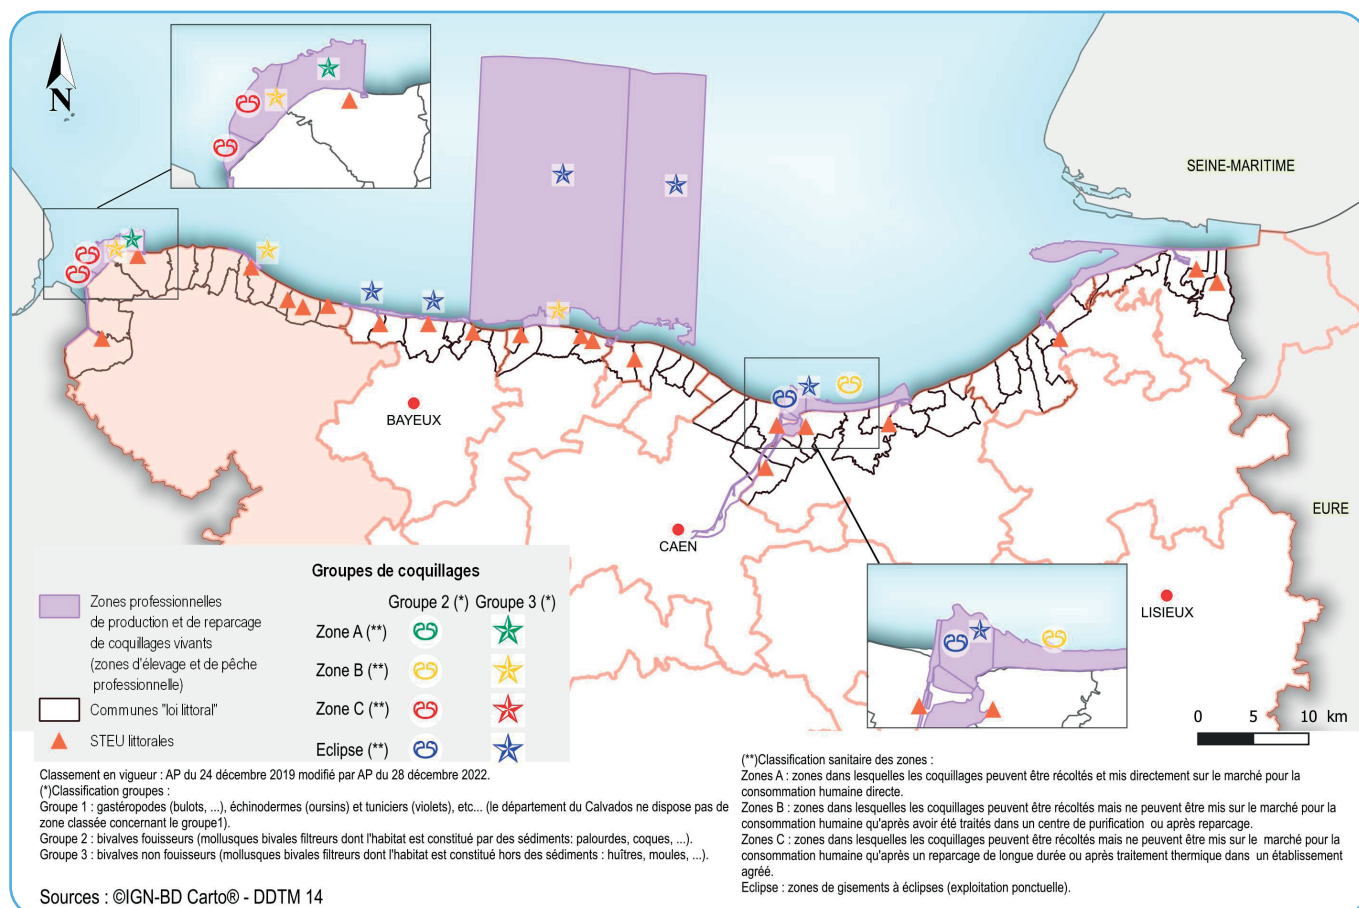 N
SEINE-MARITIME
BAYEUX
CAEN
EURE
LISIEUX
0 5 10 km
Groupes de coquillages
Groupe 2 (*) Groupe 3 (*)
Zone A (**)
Zone B (**)
Zone C (**)
Eclipse (**)
Zones professionnelles
de production et de reparcage
de coquillages vivants
(zones d'élevage et de pêche
professionnelle)
Communes "loi littoral"
STEU littorales
Classement en vigueur : AP du 24 décembre 2019 modifié par AP du 28 décembre 2022.
(*)Classification groupes :
Groupe 1 : gastéropodes (bulots, ...), échinodermes (oursins) et tuniciers (violets), etc... (le département du Calvados ne dispose pas de
zone classée concernant le groupe1).
Groupe 2 : bivalves fouisseurs (mollusques bivales filtreurs dont l'habitat est constitué par des sédiments: palourdes, coques, ...).
Groupe 3 : bivalves non fouisseurs (mollusques bivales filtreurs dont l'habitat est constitué hors des sédiments : huîtres, moules, ...).
Sources : ©IGN-BD Carto® - DDTM 14
(**)Classification sanitaire des zones :
Zones A : zones dans lesquelles les coquillages peuvent être récoltés et mis directement sur le marché pour la
consommation humaine directe.
Zones B : zones dans lesquelles les coquillages peuvent être récoltés mais ne peuvent être mis sur le marché pour la
consommation humaine qu'après avoir été traités dans un centre de purification ou après reparcage.
Zones C : zones dans lesquelles les coquillages peuvent être récoltés mais ne peuvent être mis sur le marché pour la
consommation humaine qu'après un reparcage de longue durée ou après traitement thermique dans un établissement
agréé.
Eclipse : zones de gisements à éclipses (exploitation ponctuelle).